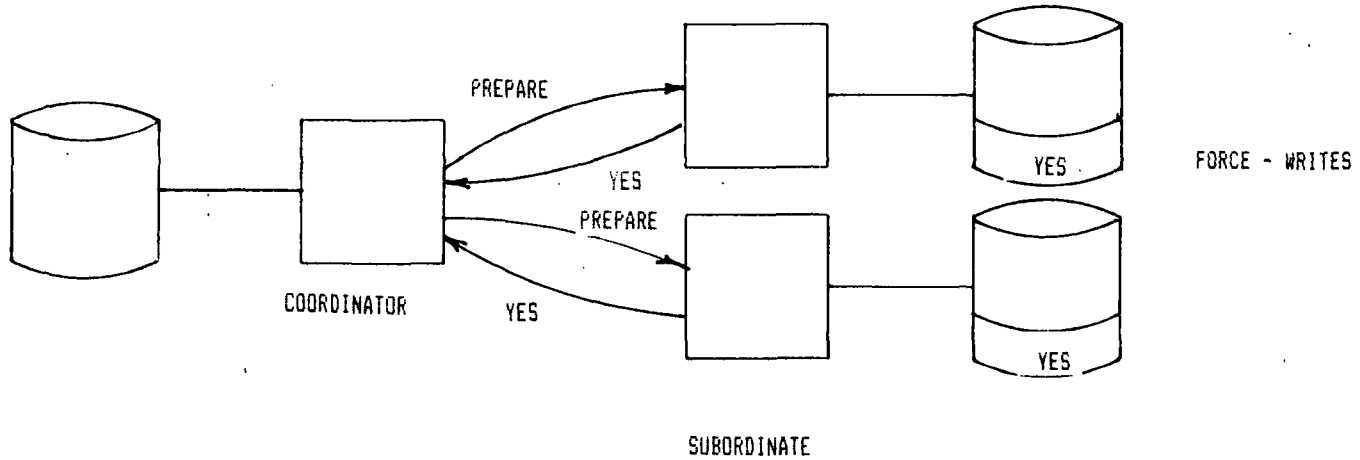 PREPARE
YES
FORCE - WRITES
YES
PREPARE
COORDINATOR
YES
YES
SUBORDINATE